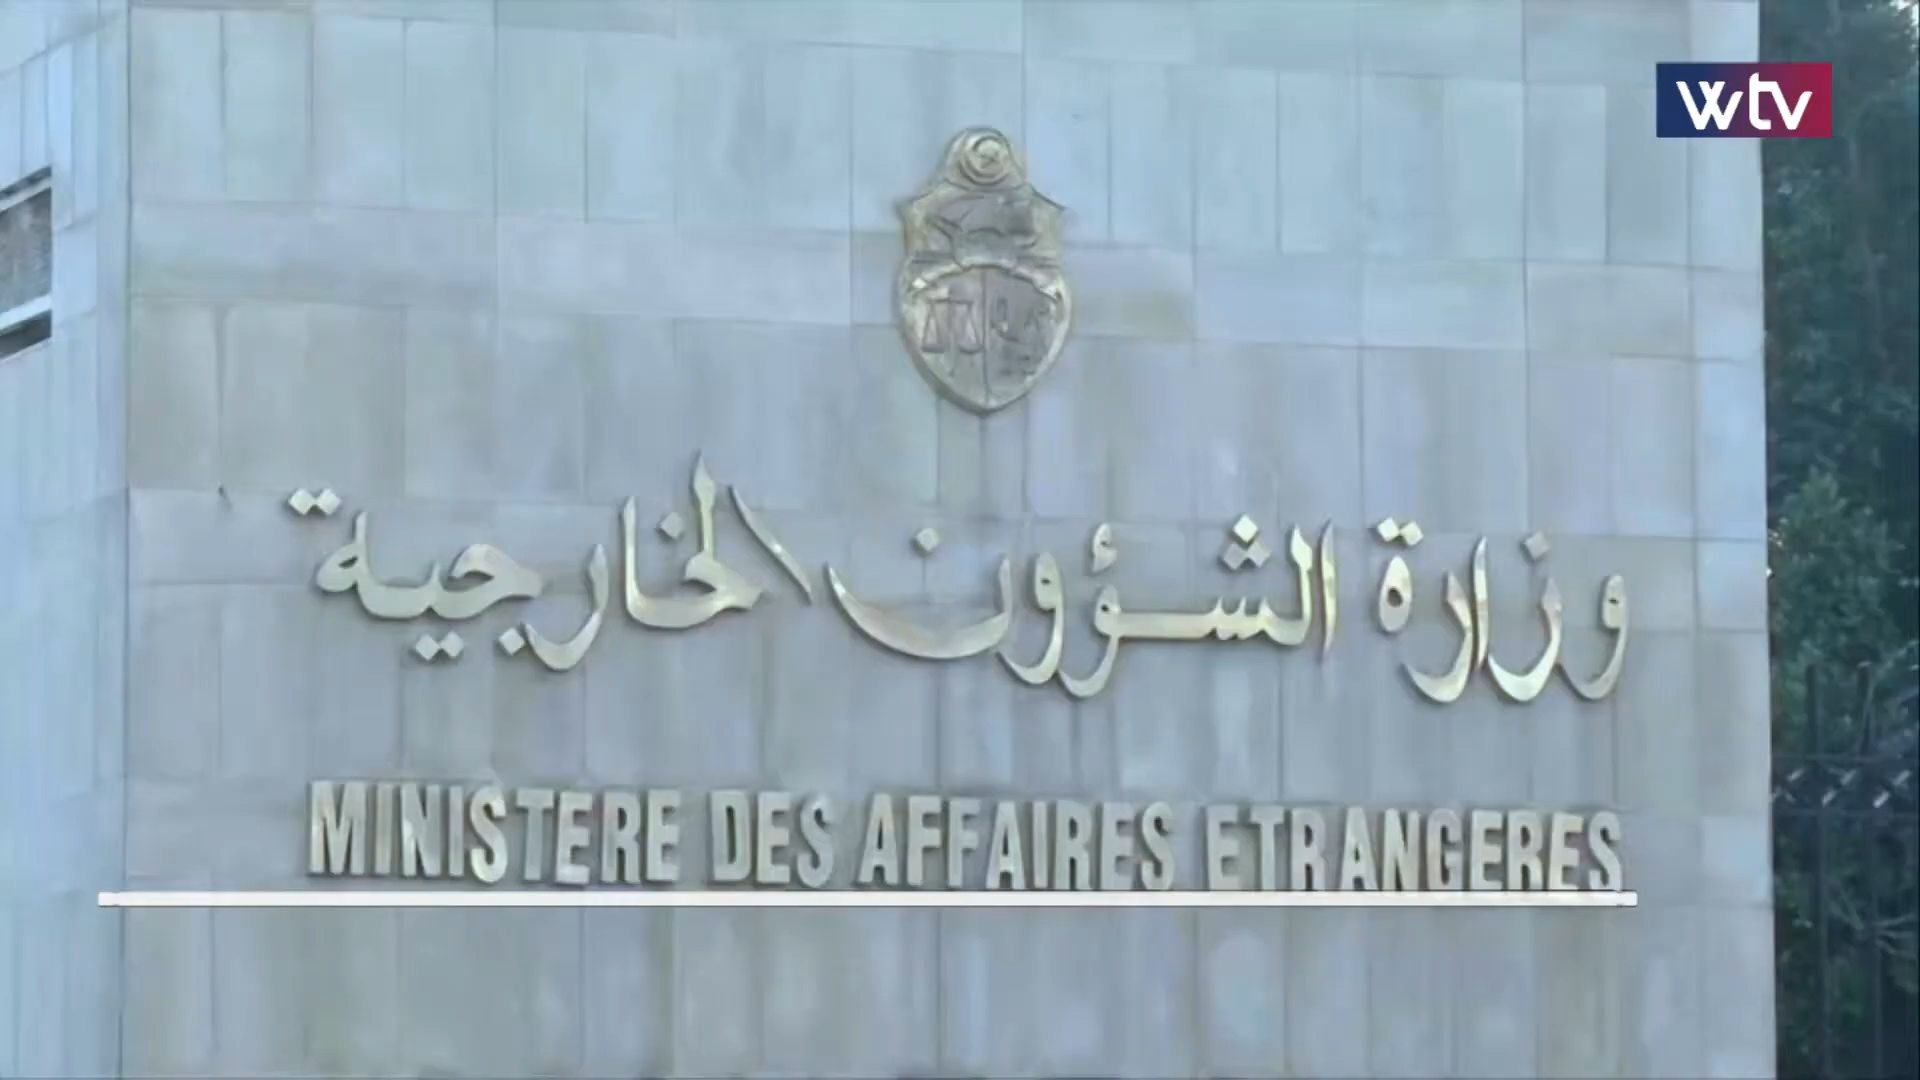 wtv
وزارة الشؤون الخارجية
MINISTERE DES AFFAIRES ETRANGERES